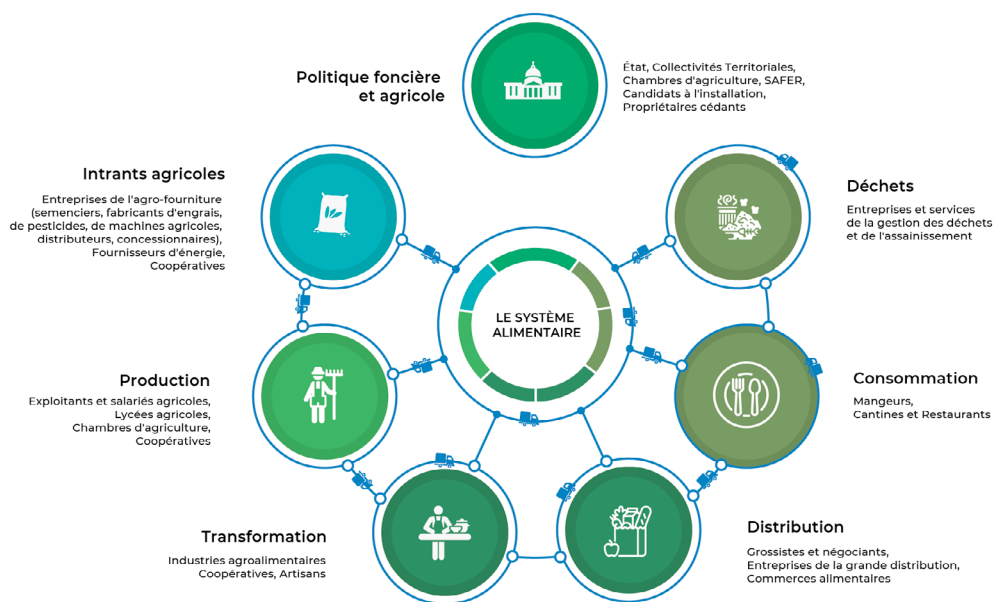 Politique foncière
et agricole
État, Collectivités Territoriales,
Chambres d'agriculture, SAFER,
Candidats à l'installation,
Propriétaires cédants
Intrants agricoles
Entreprises de l'agro-fourniture
(semenciers, fabricants d'engrais,
de pesticides, de machines agricoles,
distributeurs, concessionnaires),
Fournisseurs d'énergie,
Coopératives
Déchets
Entreprises et services
de la gestion des déchets
et de l'assainissement
LE SYSTÈME
ALIMENTAIRE
Production
Exploitants et salariés agricoles,
Lycées agricoles,
Chambres d'agriculture,
Coopératives
Consommation
Mangeurs,
Cantines et Restaurants
Transformation
Industries agroalimentaires
Coopératives, Artisans
Distribution
Grossistes et négociants,
Entreprises de la grande distribution,
Commerces alimentaires